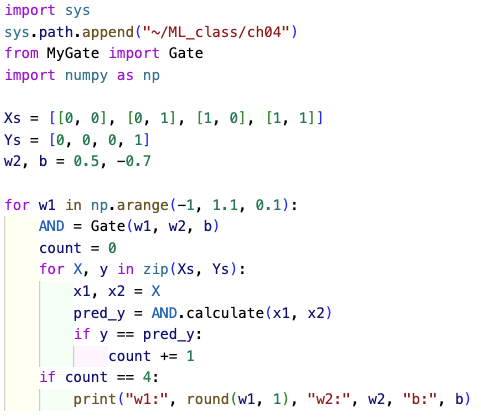 import sys
sys.path.append("~/ML_class/ch04")
from MyGate import Gate
import numpy as np

Xs = [[0, 0], [0, 1], [1, 0], [1, 1]]
Ys = [0, 0, 0, 1]
w2, b = 0.5, -0.7

for w1 in np.arange(-1, 1.1, 0.1):
    AND = Gate(w1, w2, b)
    count = 0
    for X, y in zip(Xs, Ys):
        x1, x2 = X
        pred_y = AND.calculate(x1, x2)
        if y == pred_y:
            count += 1
    if count == 4:
        print("w1:", round(w1, 1), "w2:", w2, "b:", b)